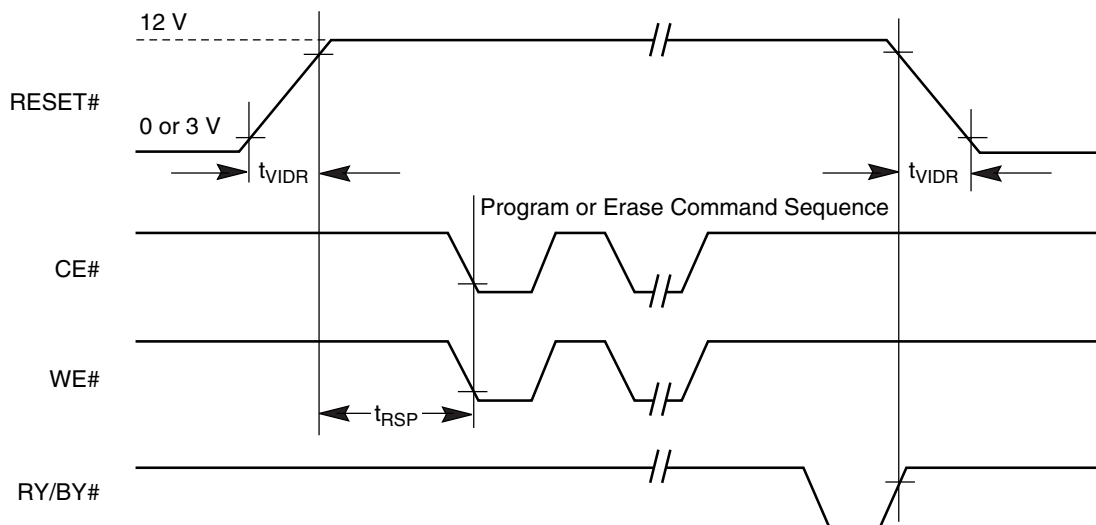 12 V
RESET#
0 or 3 V
tVIDR
tVIDR
Program or Erase Command Sequence
CE#
WE#
tRSP
RY/BY#